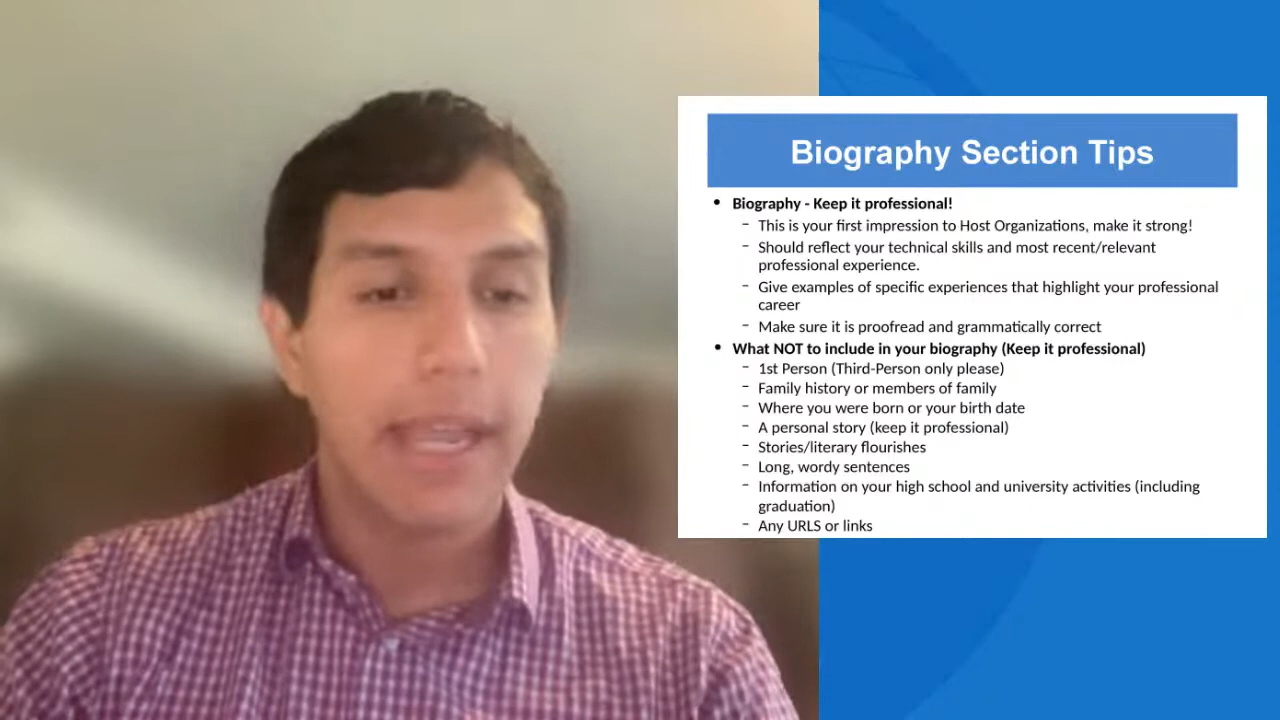 Biography Section Tips
• Biography - Keep it professional!
– This is your first impression to Host Organizations, make it strong!
– Should reflect your technical skills and most recent/relevant
professional experience.
– Give examples of specific experiences that highlight your professional
career
– Make sure it is proofread and grammatically correct
• What NOT to include in your biography (Keep it professional)
– 1st Person (Third-Person only please)
– Family history or members of family
– Where you were born or your birth date
– A personal story (keep it professional)
– Stories/literary flourishes
– Long, wordy sentences
– Information on your high school and university activities (including
graduation)
– Any URLS or links